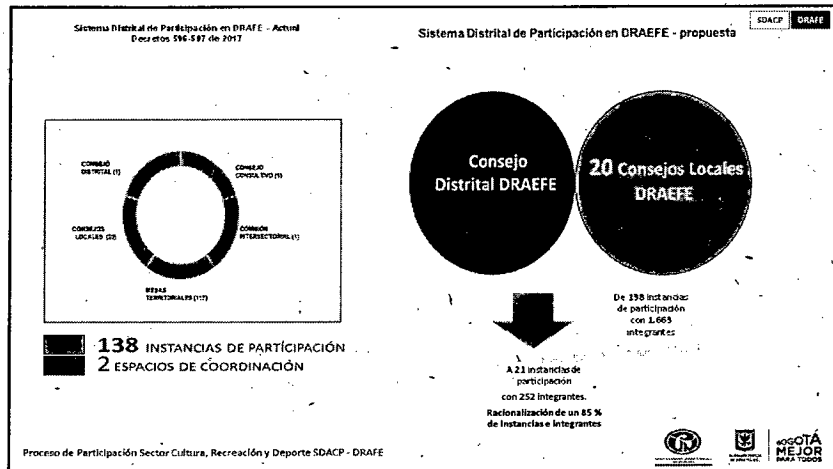 Sistema Distrital de Participación en DRAFE - Actual
Decretos 596-597 de 2017
CONSEJO
DISTRITAL (1)
CONSEJO
CONSULTIVO (1)
CONSEJOS
LOCALES (20)
COMISIÓN
INTERSECTORIAL (1)
MESAS
TERRITORIALES (117)
138 INSTANCIAS DE PARTICIPACIÓN
2 ESPACIOS DE COORDINACIÓN
SDACP DRAFE
Sistema Distrital de Participación en DRAEFE - propuesta
Consejo
Distrital DRAEFE
20 Consejos Locales
DRAEFE
De 138 instancias
de participación
con 1.663
integrantes
A 21 instancias de
participación
con 252 integrantes.
Racionalización de un 85 %
de Instancias e Integrantes
Proceso de Participación Sector Cultura, Recreación y Deporte SDACP - DRAFE
BOGOTÁ
MEJOR
PARA TODOS